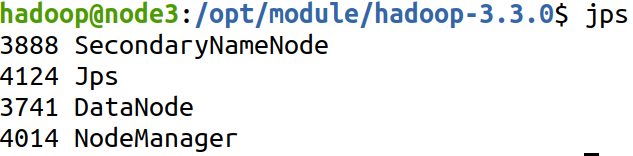 hadoop@node3:/opt/module/hadoop-3.3.0$ jps
3888 SecondaryNameNode
4124 Jps
3741 DataNode
4014 NodeManager